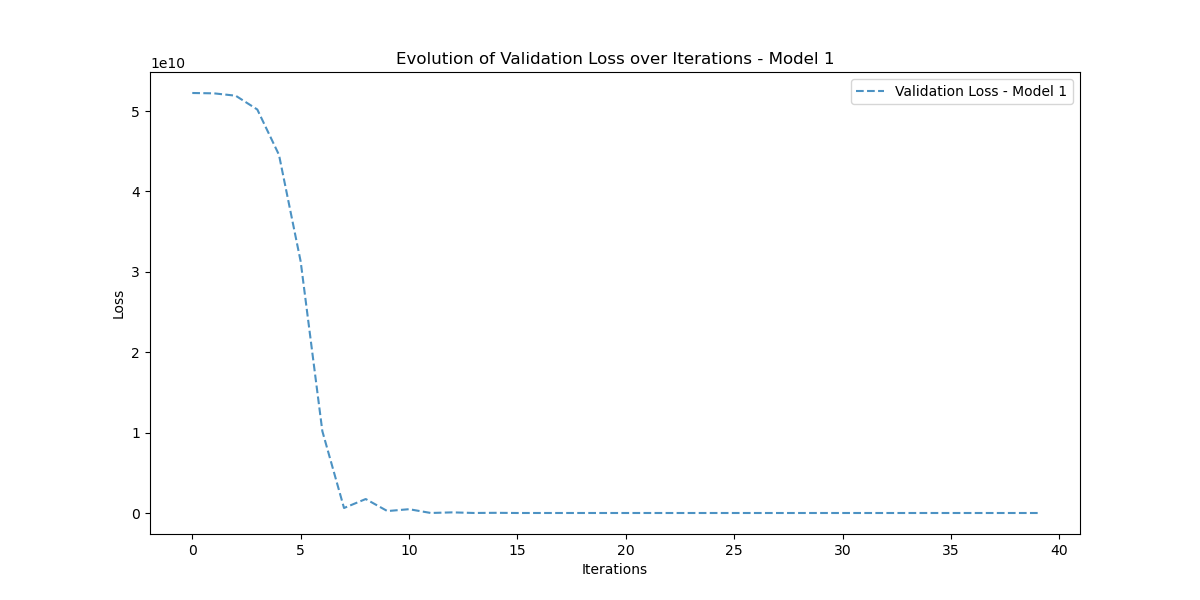 Evolution of Validation Loss over Iterations - Model 1
1e10
Validation Loss - Model 1
5
4
3
2
1
0
Loss
0 5 10 15 20 25 30 35 40
Iterations